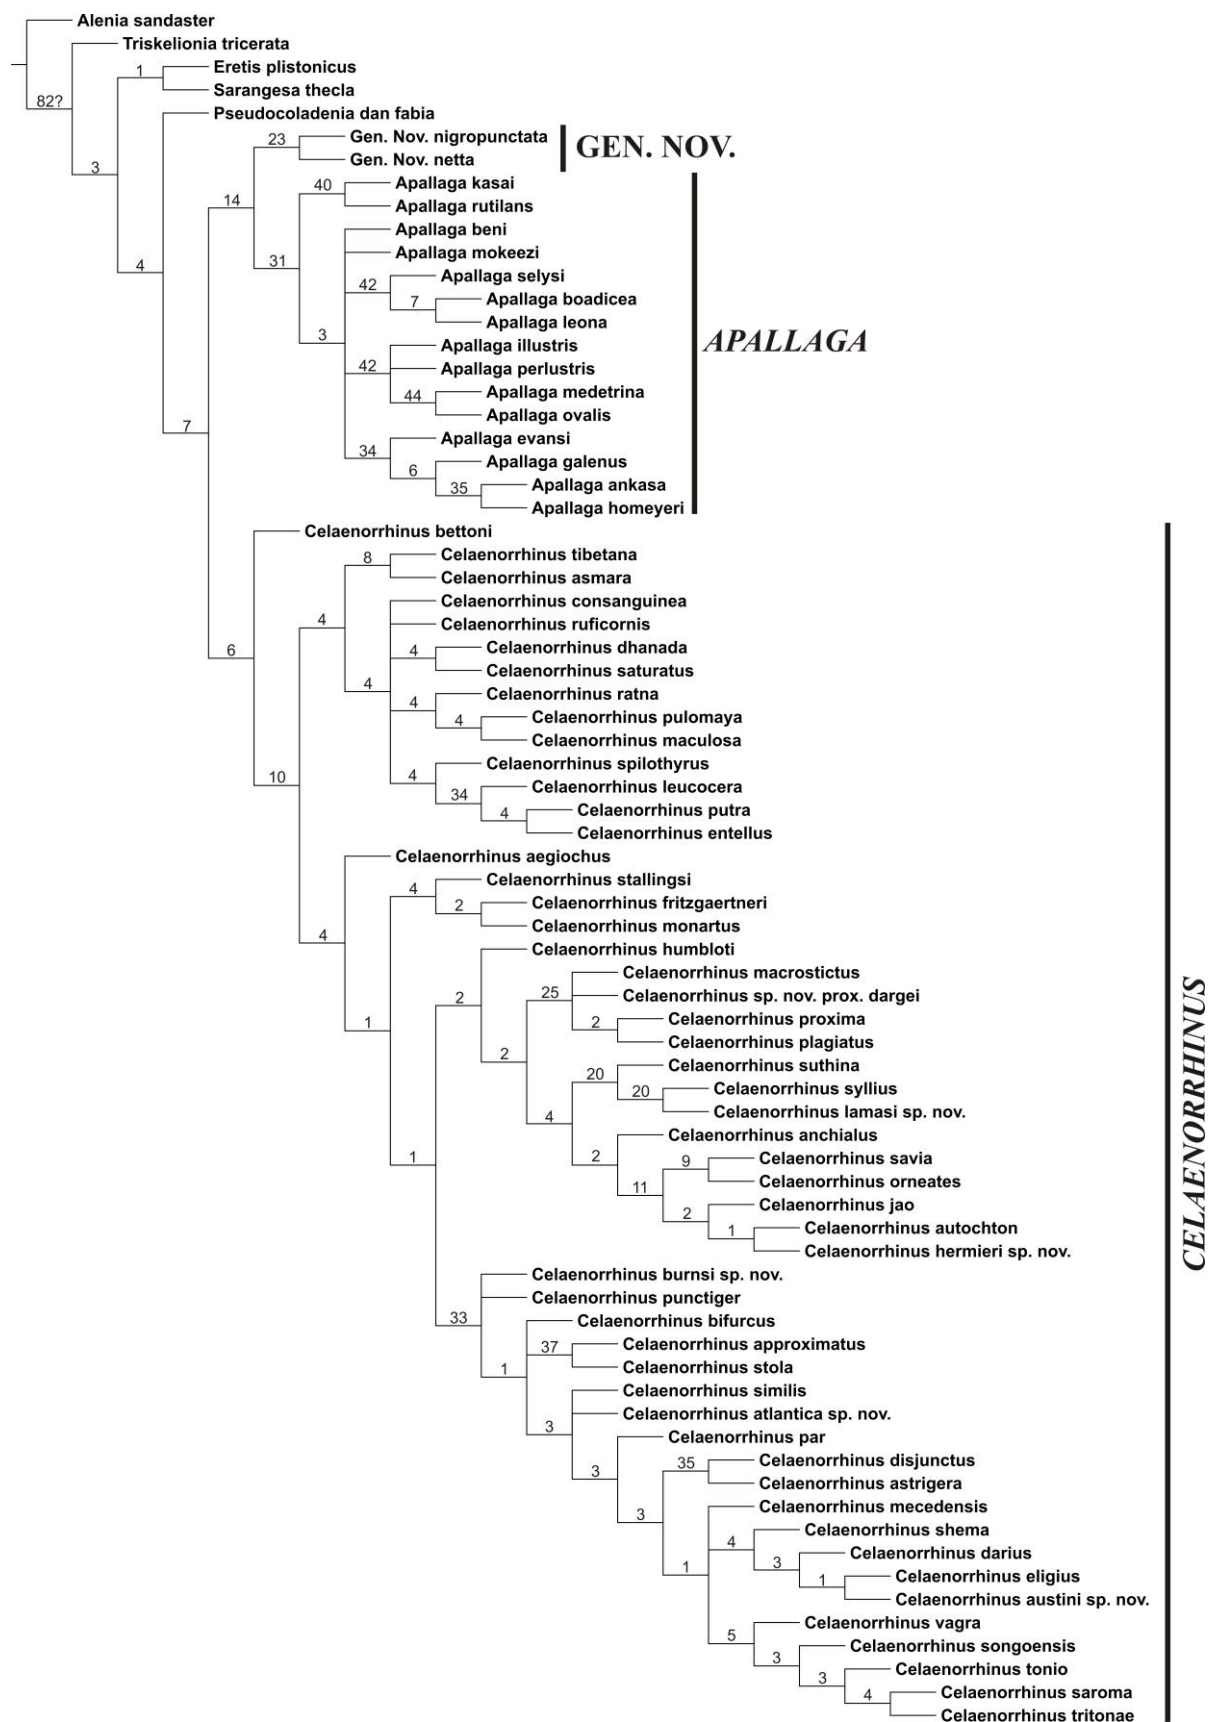 Alenia sandaster
Triskelionia tricerata
1 Eretis plistonicus
Sarangesa thecla
82?
Pseudocoladenia dan fabia
Gen. Nov. nigropunctata
23
GEN. NOV.
Gen. Nov. netta
3
40 Apallaga kasai
Apallaga rutilans
14
Apallaga beni
Apallaga mokeezi
4
31
Apallaga selysi
42
7 Apallaga boadicea
Apallaga leona
3
APALLAGA
Apallaga illustris
42 Apallaga perlustris
Apallaga medetrina
44
Apallaga ovalis
7
Apallaga evansi
34
6 Apallaga galenus
35 Apallaga ankasa
Apallaga homeyeri
Celaenorrhinus bettoni
8 Celaenorrhinus tibetana
Celaenorrhinus asmara
Celaenorrhinus consanguinea
4 Celaenorrhinus ruficornis
6
4 Celaenorrhinus dhanada
Celaenorrhinus saturatus
4
Celaenorrhinus ratna
4
4 Celaenorrhinus pulomaya
Celaenorrhinus maculosa
Celaenorrhinus spilothyrus
10
4
34 Celaenorrhinus leucocera
4 Celaenorrhinus putra
Celaenorrhinus entellus
Celaenorrhinus aegiochus
4 Celaenorrhinus stallingsi
2 Celaenorrhinus fritzgaertneri
Celaenorrhinus monartus
4
Celaenorrhinus humbloti
Celaenorrhinus macrostictus
25 Celaenorrhinus sp. nov. prox. dargei
2
2 Celaenorrhinus proxima
1
Celaenorrhinus plagiatus
2
Celaenorrhinus suthina
20
20 Celaenorrhinus syllius
Celaenorrhinus lamasi sp. nov.
4
Celaenorrhinus anchialus
2
9 Celaenorrhinus savia
1
Celaenorrhinus orneates
11
Celaenorrhinus jao
2
1 Celaenorrhinus autochton
Celaenorrhinus hermieri sp. nov.
CELAENORRHINUS
Celaenorrhinus burnsi sp. nov.
Celaenorrhinus punctiger
33
Celaenorrhinus bifurcus
37 Celaenorrhinus approximatus
Celaenorrhinus stola
1
Celaenorrhinus similis
Celaenorrhinus atlantica sp. nov.
3
Celaenorrhinus par
35 Celaenorrhinus disjunctus
3
Celaenorrhinus astrigera
Celaenorrhinus mecedensis
3
Celaenorrhinus shema
4
3 Celaenorrhinus darius
1 Celaenorrhinus eligius
1
Celaenorrhinus austini sp. nov.
Celaenorrhinus vagra
5
Celaenorrhinus songoensis
3
3 Celaenorrhinus tonio
4 Celaenorrhinus saroma
Celaenorrhinus tritonae